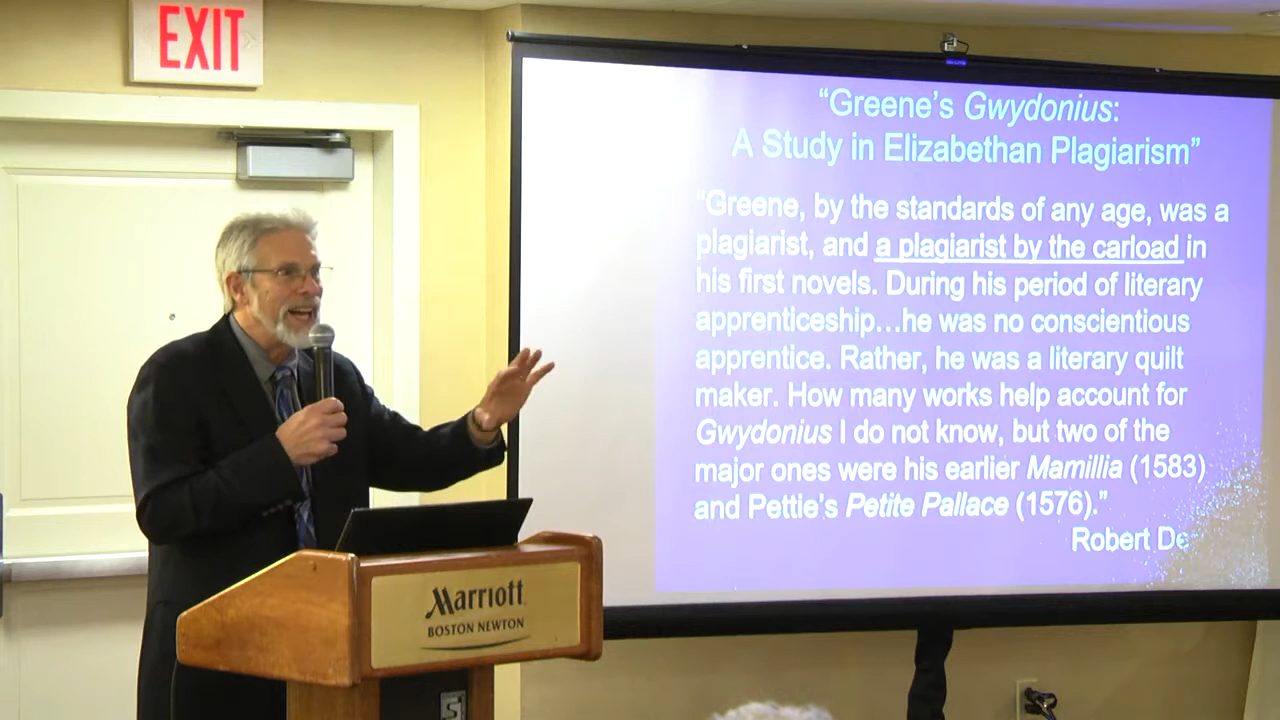 EXIT
“Greene’s Gwydonius:
A Study in Elizabethan Plagiarism”
“Greene, by the standards of any age, was a
plagiarist, and a plagiarist by the carload in
his first novels. During his period of literary
apprenticeship…he was no conscientious
apprentice. Rather, he was a literary quilt
maker. How many works help account for
Gwydonius I do not know, but two of the
major ones were his earlier Mamillia (1583)
and Pettie’s Petite Pallace (1576).”
Robert
Marriott
BOSTON NEWTON